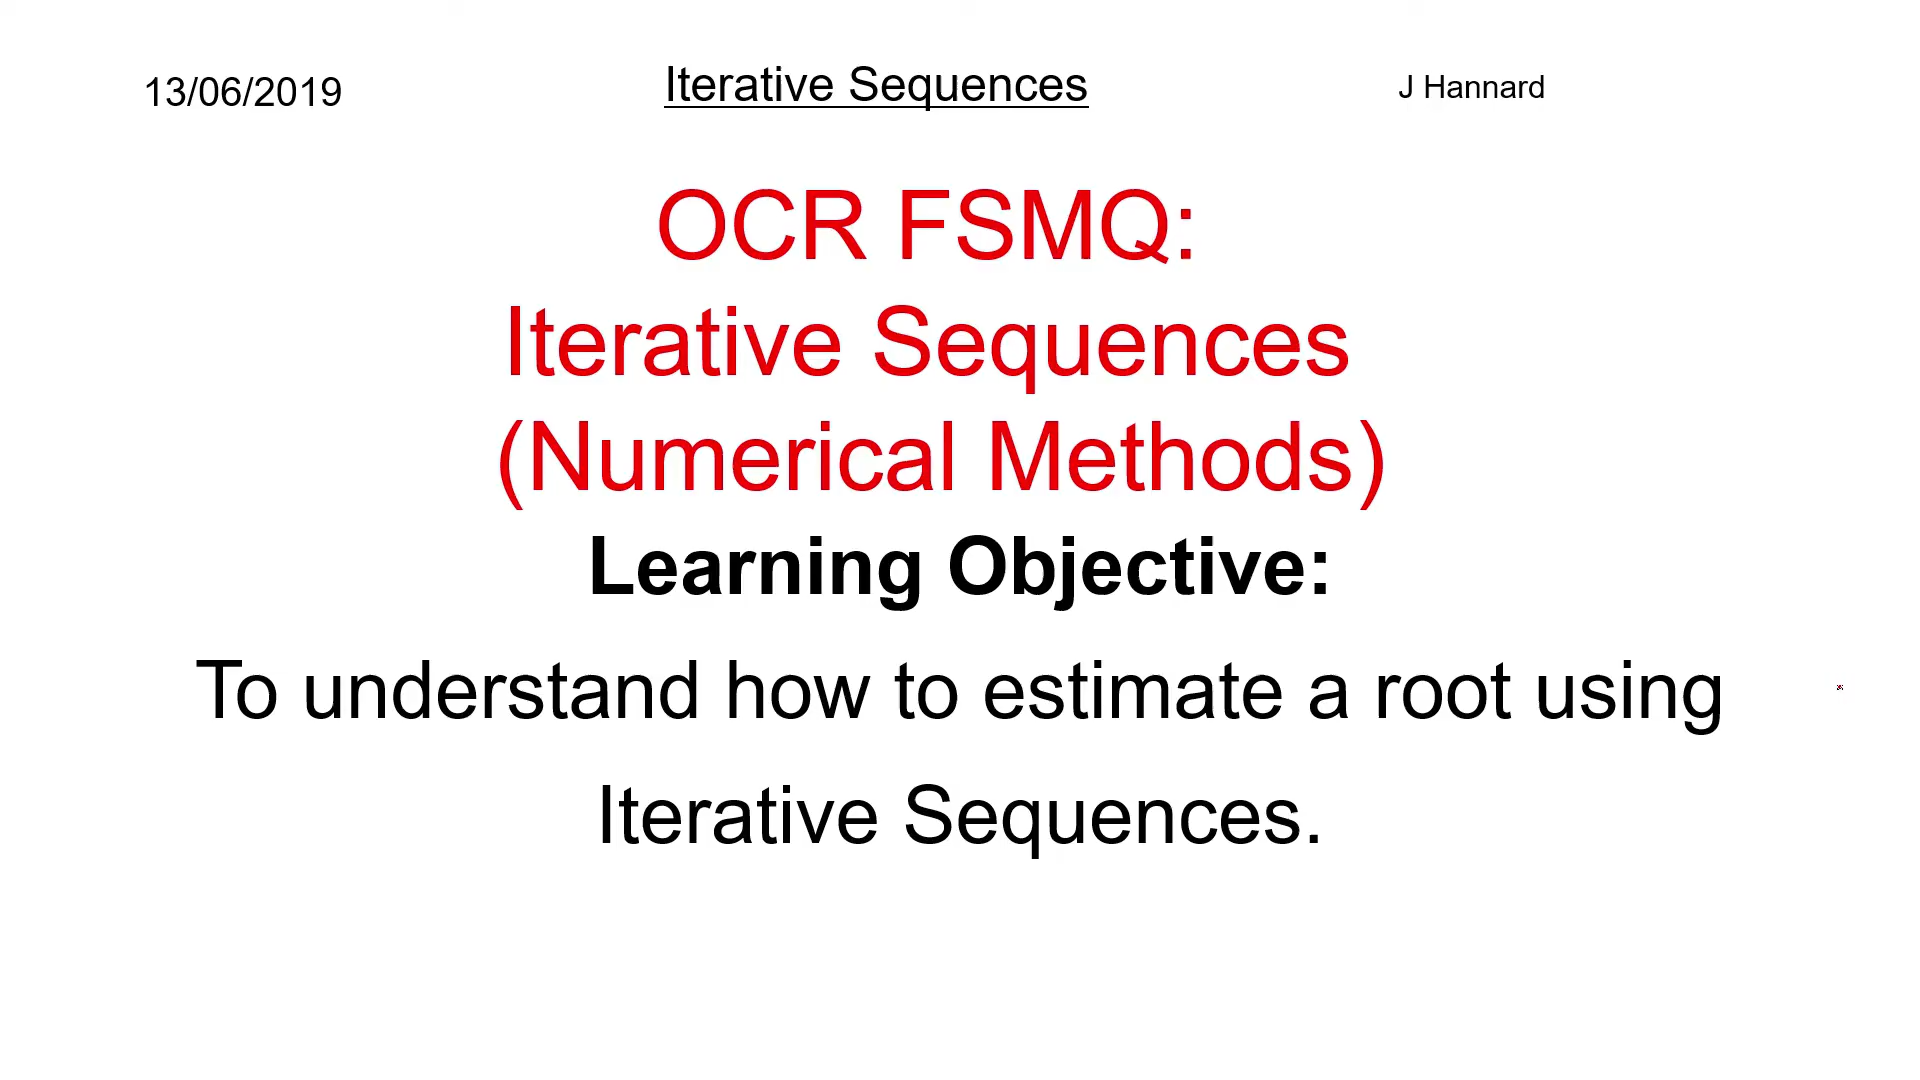 13/06/2019
Iterative Sequences
J Hannard
OCR FSMQ:
Iterative Sequences
(Numerical Methods)
Learning Objective:
To understand how to estimate a root using
Iterative Sequences.